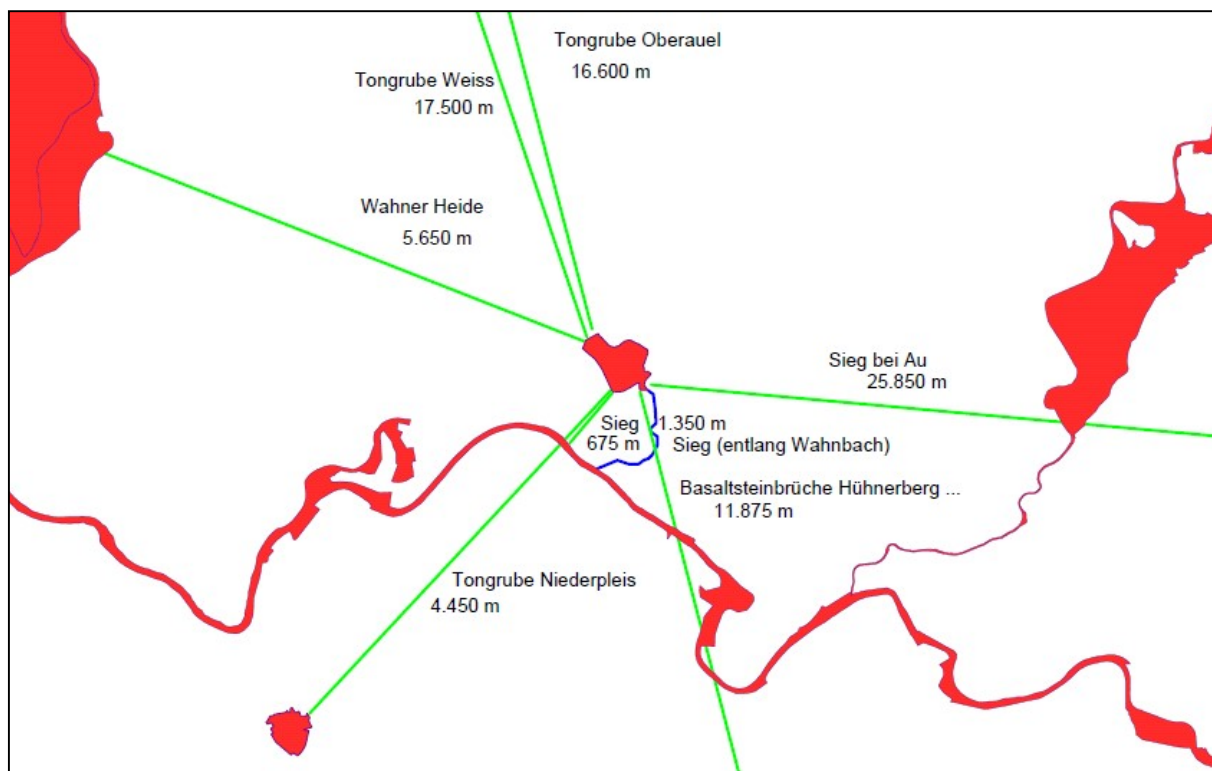 Tongrube Oberauel
16.600 m
Tongrube Weiss
17.500 m
Wahner Heide
5.650 m
Sieg bei Au
25.850 m
Sieg
675 m
1.350 m
Sieg (entlang Wahnbach)
Basaltsteinbrüche Hühnerberg ...
11.875 m
Tongrube Niederpleis
4.450 m